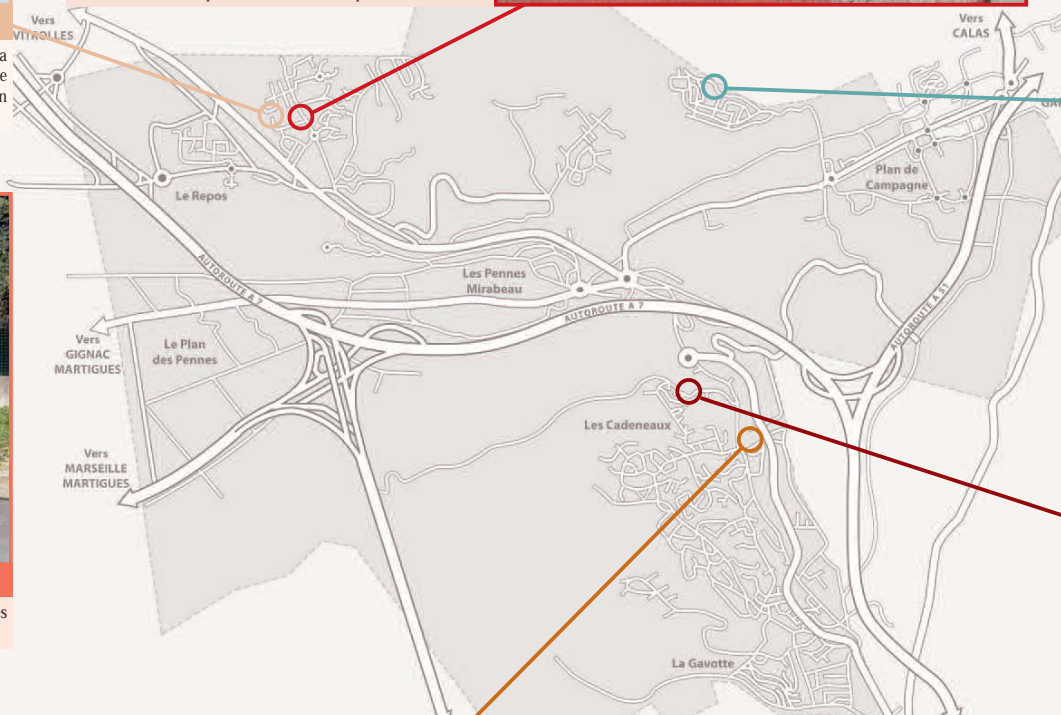 Vers
VITROLLES
Vers
CALAS
a
e
n
Plan de
Campagne
Le Repos
AUTOROUTE A 7
Les Pennes
Mirabeau
AUTOROUTE A 7
AUTOROUTE A 51
Vers
GIGNAC
MARTIGUES
Le Plan
des Pennes
Les Cadeneaux
Vers
MARSEILLE
MARTIGUES
s
La Gavotte